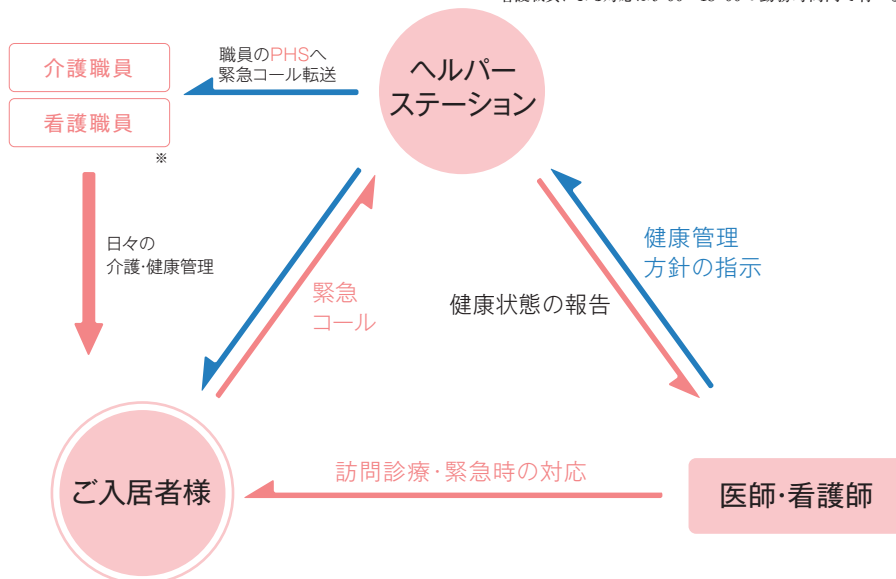 介護職員
看護職員
※
職員のPHSへ
緊急コール転送
ヘルパー
ステーション
日々の
介護・健康管理
緊急
コール
健康状態の報告
健康管理
方針の指示
ご入居者様
訪問診療・緊急時の対応
医師・看護師